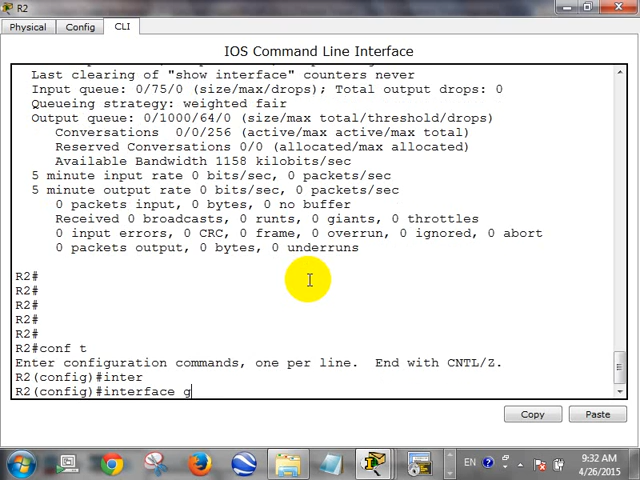 R2
Physical Config CLI
IOS Command Line Interface
Last clearing of "show interface" counters never
Input queue: 0/75/0 (size/max/drops); Total output drops: 0
Queueing strategy: weighted fair
Output queue: 0/1000/64/0 (size/max total/threshold/drops)
Conversations 0/0/256 (active/max active/max total)
Reserved Conversations 0/0 (allocated/max allocated)
Available Bandwidth 1158 kilobits/sec
5 minute input rate 0 bits/sec, 0 packets/sec
5 minute output rate 0 bits/sec, 0 packets/sec
0 packets input, 0 bytes, 0 no buffer
Received 0 broadcasts, 0 runts, 0 giants, 0 throttles
0 input errors, 0 CRC, 0 frame, 0 overrun, 0 ignored, 0 abort
0 packets output, 0 bytes, 0 underruns
R2#
R2#
R2#
R2#
R2#
R2#conf t
Enter configuration commands, one per line. End with CNTL/Z.
R2(config)#inter
R2(config)#interface g
Copy Paste
EN
9:32 AM
4/26/2015